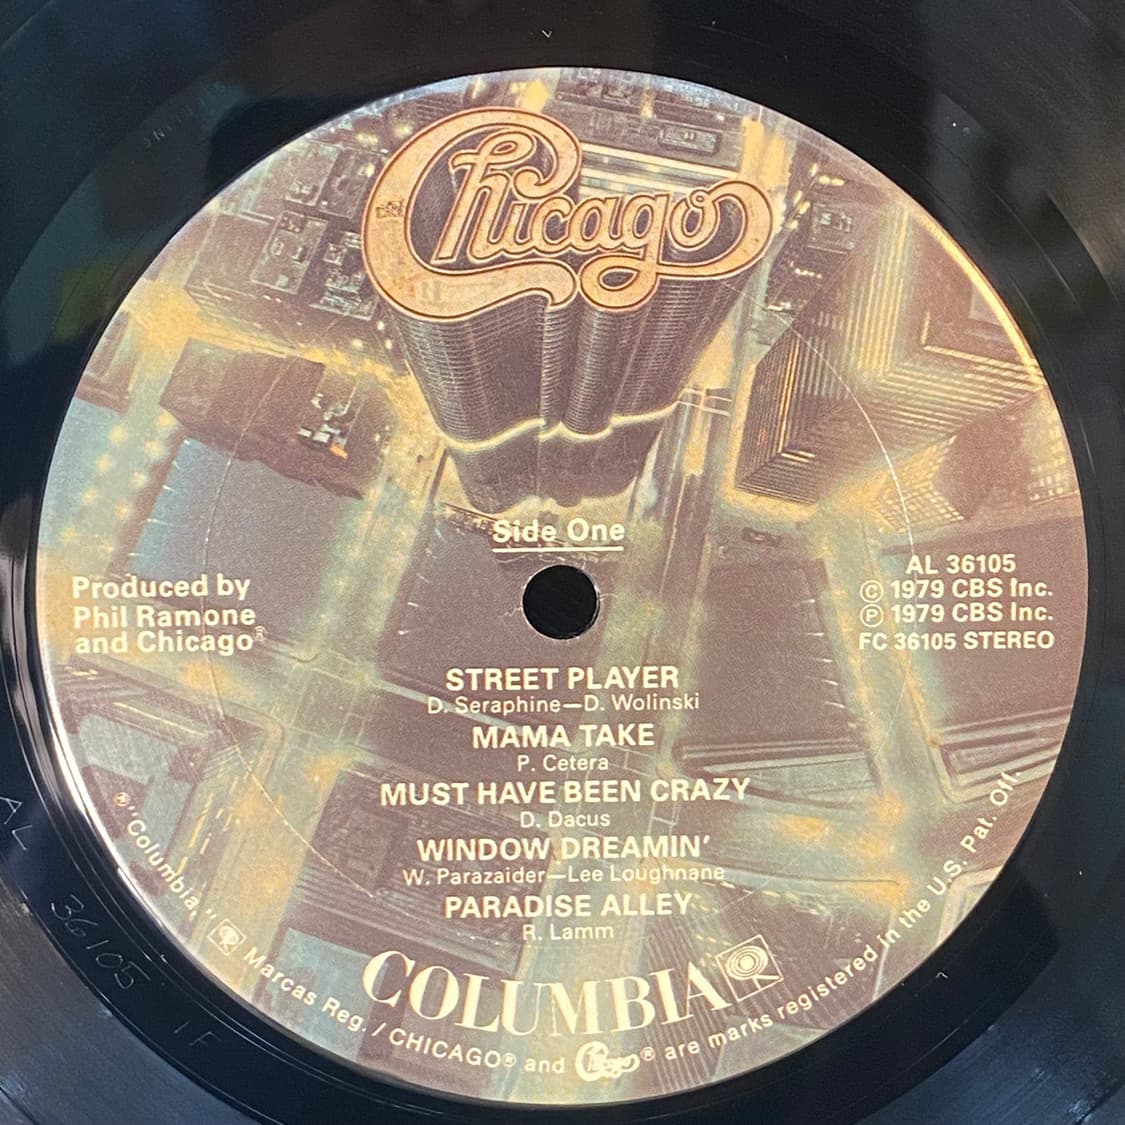 Chicago
Side One
Produced by
Phil Ramone
and Chicago®
AL 36105
© 1979 CBS Inc.
℗ 1979 CBS Inc.
FC 36105 STEREO
STREET PLAYER
D. Seraphine—D. Wolinski
MAMA TAKE
P. Cetera
MUST HAVE BEEN CRAZY
D. Dacus
WINDOW DREAMIN'
W. Parazaider—Lee Loughnane
PARADISE ALLEY
R. Lamm
COLUMBIA
®"Columbia," Marcas Reg. / CHICAGO® and Chicago® are marks registered in the U.S. Pat. Off.
AL 36105 1F